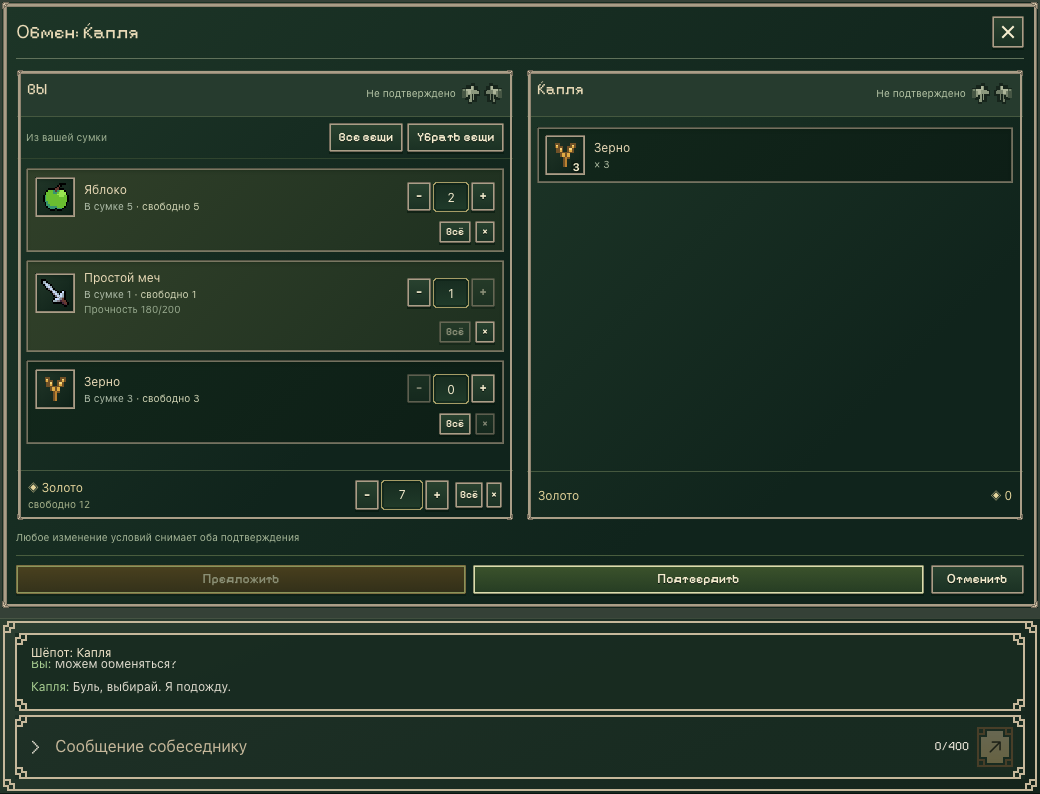 Обмен: Капля
Вы
Не подтверждено
Из вашей сумки
Все вещи
Убрать вещи
Яблоко
В сумке 5 · свободно 5
- 2 +
Всё ×
Простой меч
В сумке 1 · свободно 1
Прочность 180/200
- 1 +
Всё ×
Зерно
В сумке 3 · свободно 3
- 0 +
Всё ×
Золото
свободно 12
- 7 + Всё ×
Капля
Не подтверждено
3
Зерно
× 3
Золото
0
Любое изменение условий снимает оба подтверждения
Предложить
Подтвердить
Отменить
Шёпот: Капля
Вы: Можем обменяться?
Капля: Буль, выбирай. Я подожду.
Сообщение собеседнику
0/400